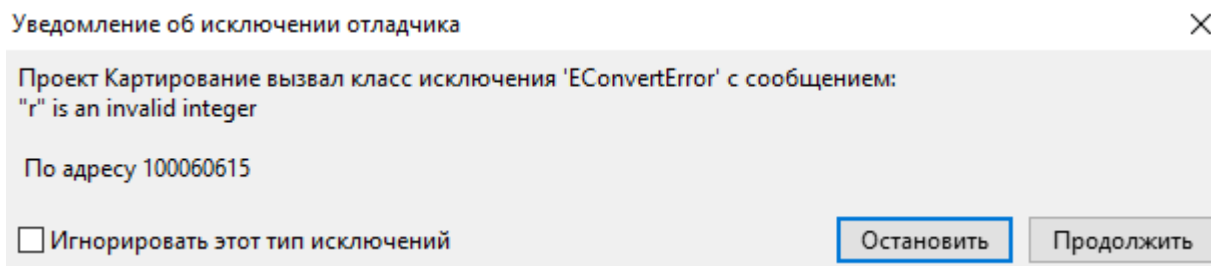 Уведомление об исключении отладчика
Проект Картирование вызвал класс исключения 'EConvertError' с сообщением:
"r" is an invalid integer
По адресу 100060615
Игнорировать этот тип исключений
Остановить
Продолжить